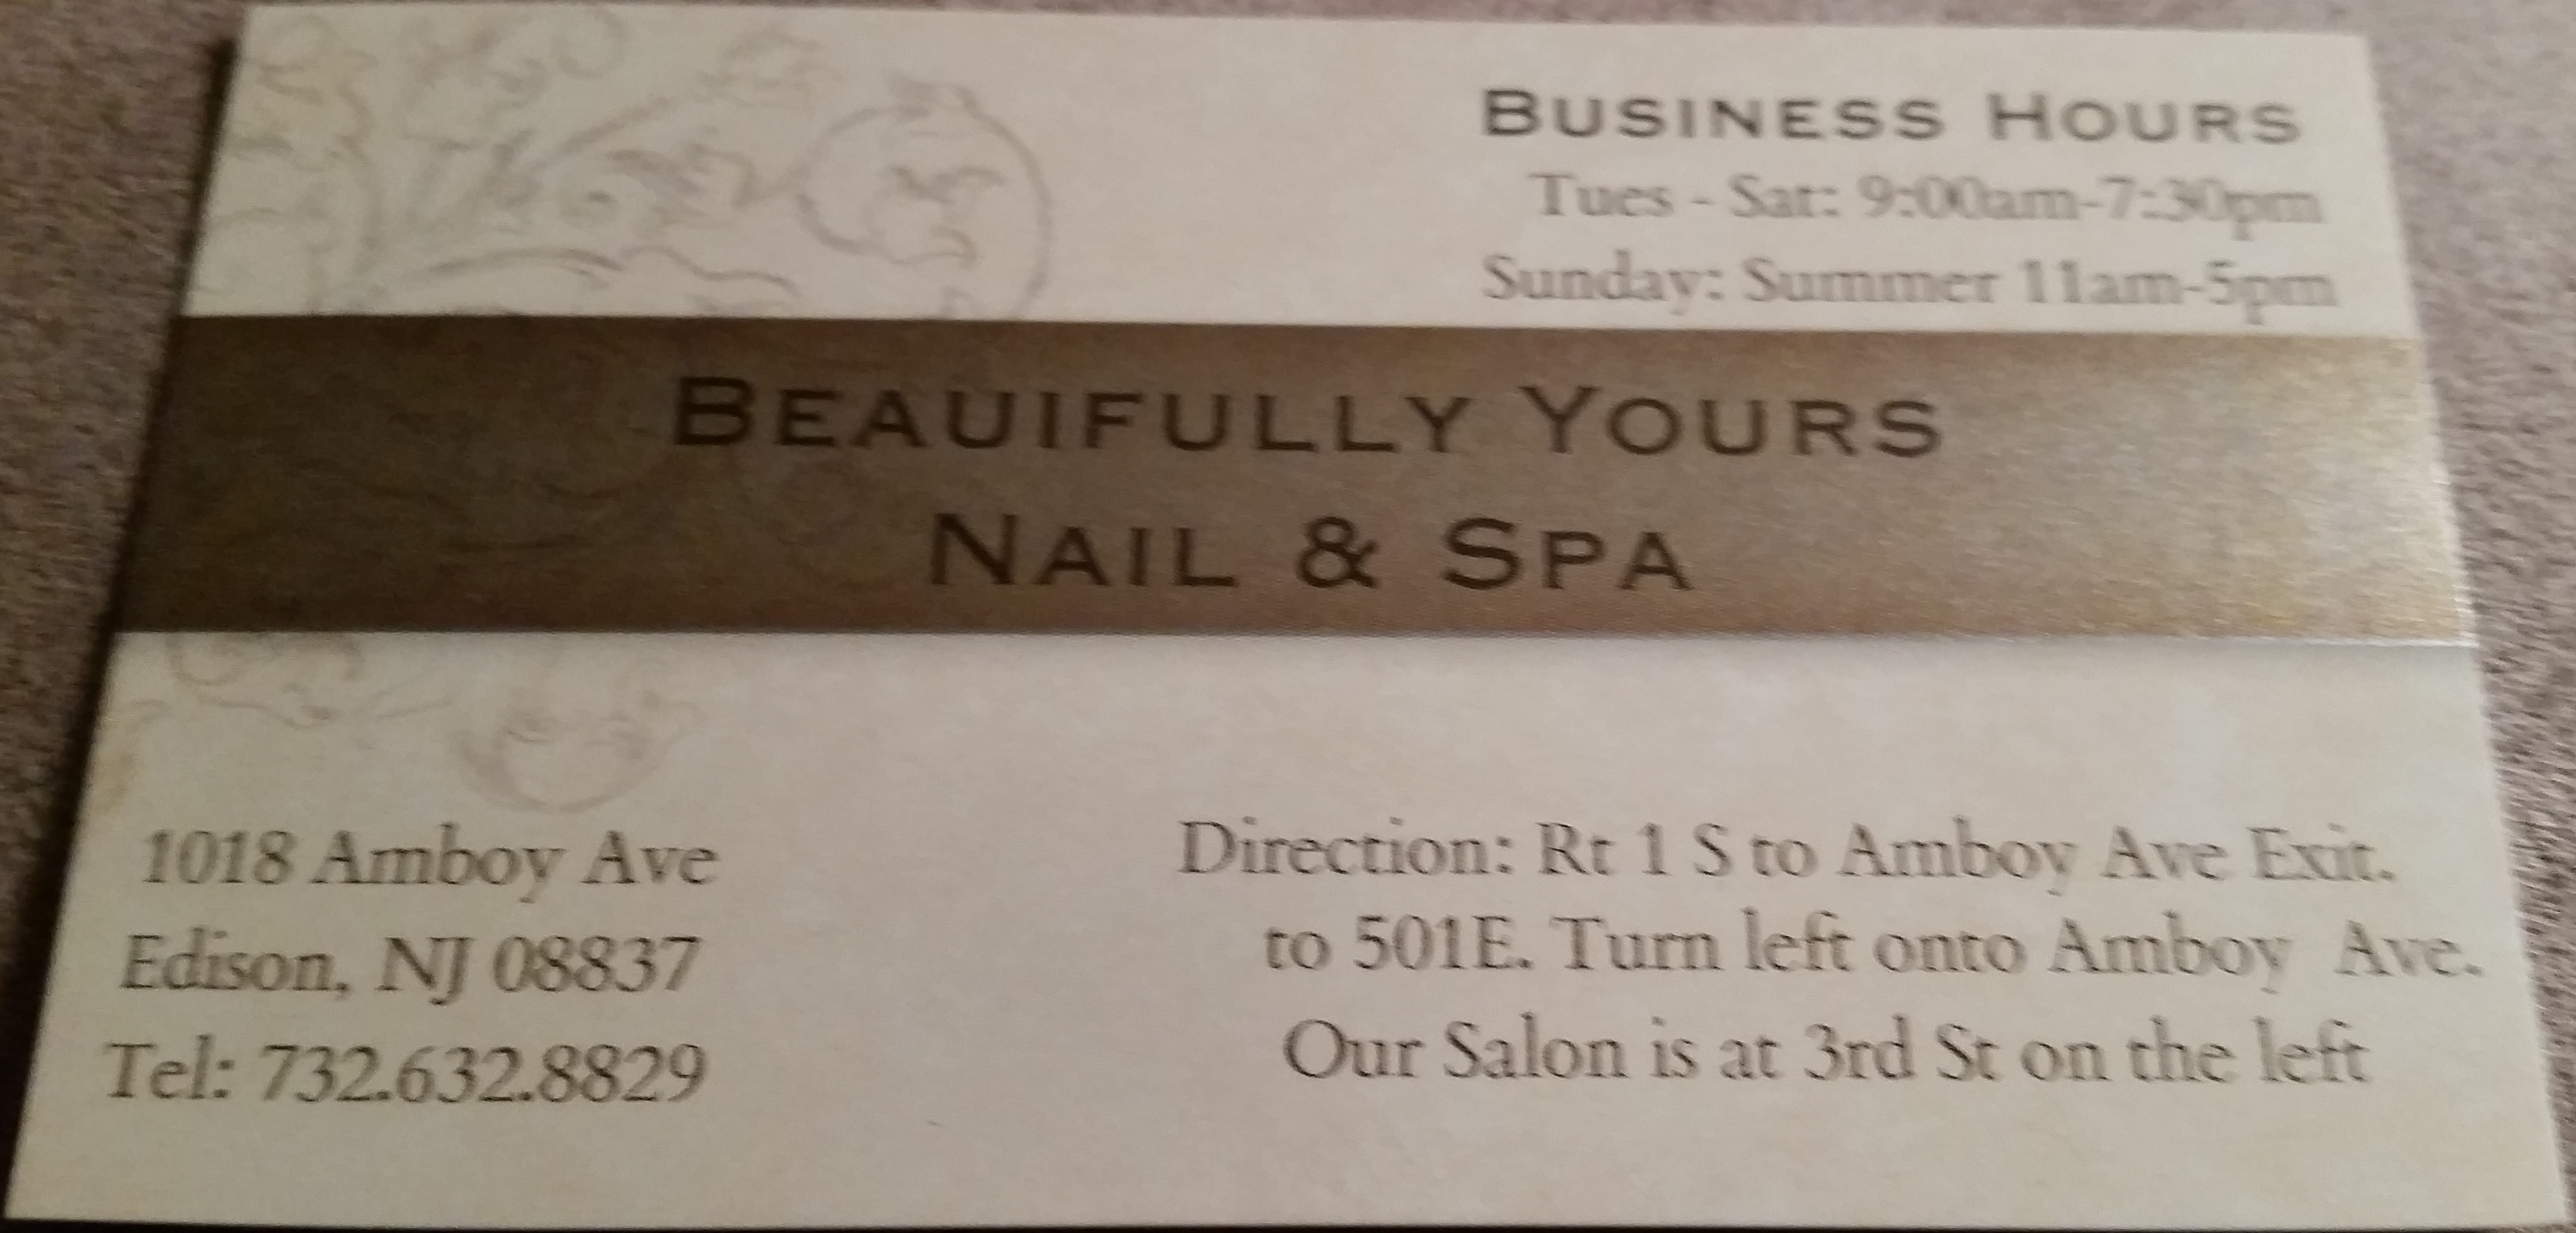 BUSINESS HOURS
Tues - Sat: 9:00am-7:30pm
Sunday: Summer 11am-5pm
BEAUIFULLY YOURS
NAIL & SPA
1018 Amboy Ave
Edison, NJ 08837
Tel: 732.632.8829
Direction: Rt 1 S to Amboy Ave Exit.
to 501E. Turn left onto Amboy Ave.
Our Salon is at 3rd St on the left